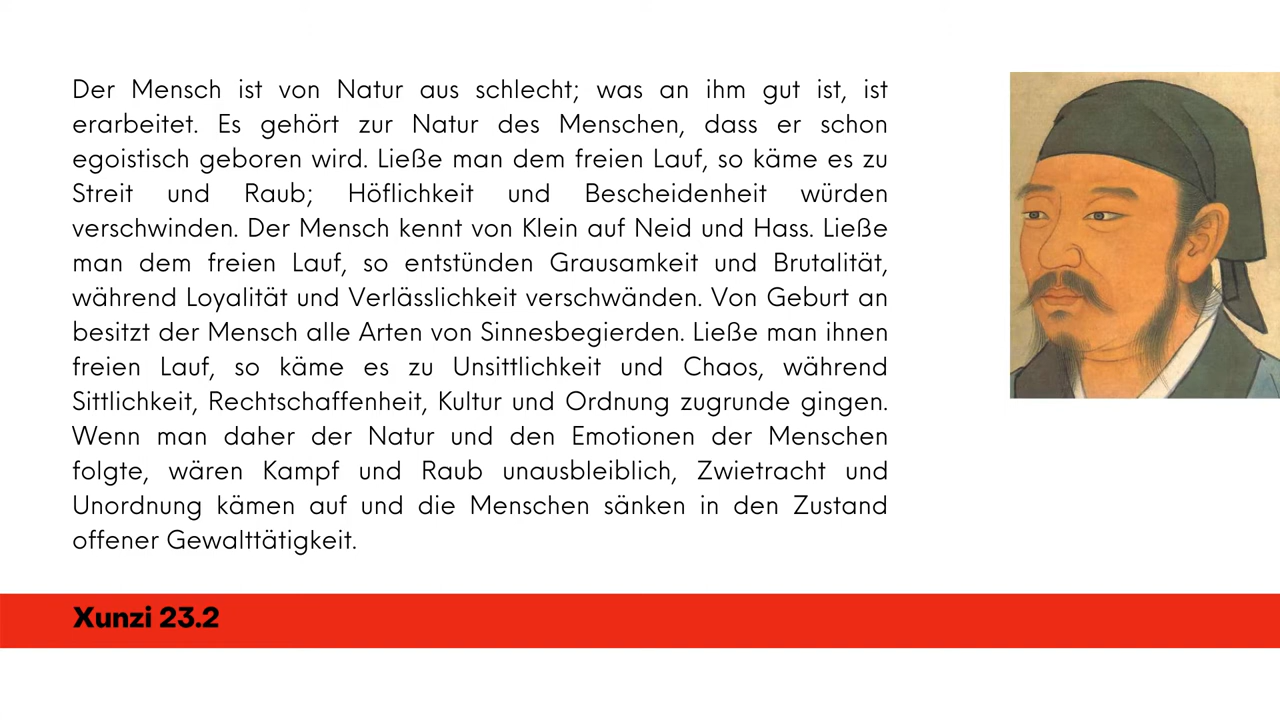 Der Mensch ist von Natur aus schlecht; was an ihm gut ist, ist
erarbeitet. Es gehört zur Natur des Menschen, dass er schon
egoistisch geboren wird. Ließe man dem freien Lauf, so käme es zu
Streit und Raub; Höflichkeit und Bescheidenheit würden
verschwinden. Der Mensch kennt von Klein auf Neid und Hass. Ließe
man dem freien Lauf, so entstünden Grausamkeit und Brutalität,
während Loyalität und Verlässlichkeit verschwänden. Von Geburt an
besitzt der Mensch alle Arten von Sinnesbegierden. Ließe man ihnen
freien Lauf, so käme es zu Unsittlichkeit und Chaos, während
Sittlichkeit, Rechtschaffenheit, Kultur und Ordnung zugrunde gingen.
Wenn man daher der Natur und den Emotionen der Menschen
folgte, wären Kampf und Raub unausbleiblich, Zwietracht und
Unordnung kämen auf und die Menschen sänken in den Zustand
offener Gewalttätigkeit.
Xunzi 23.2